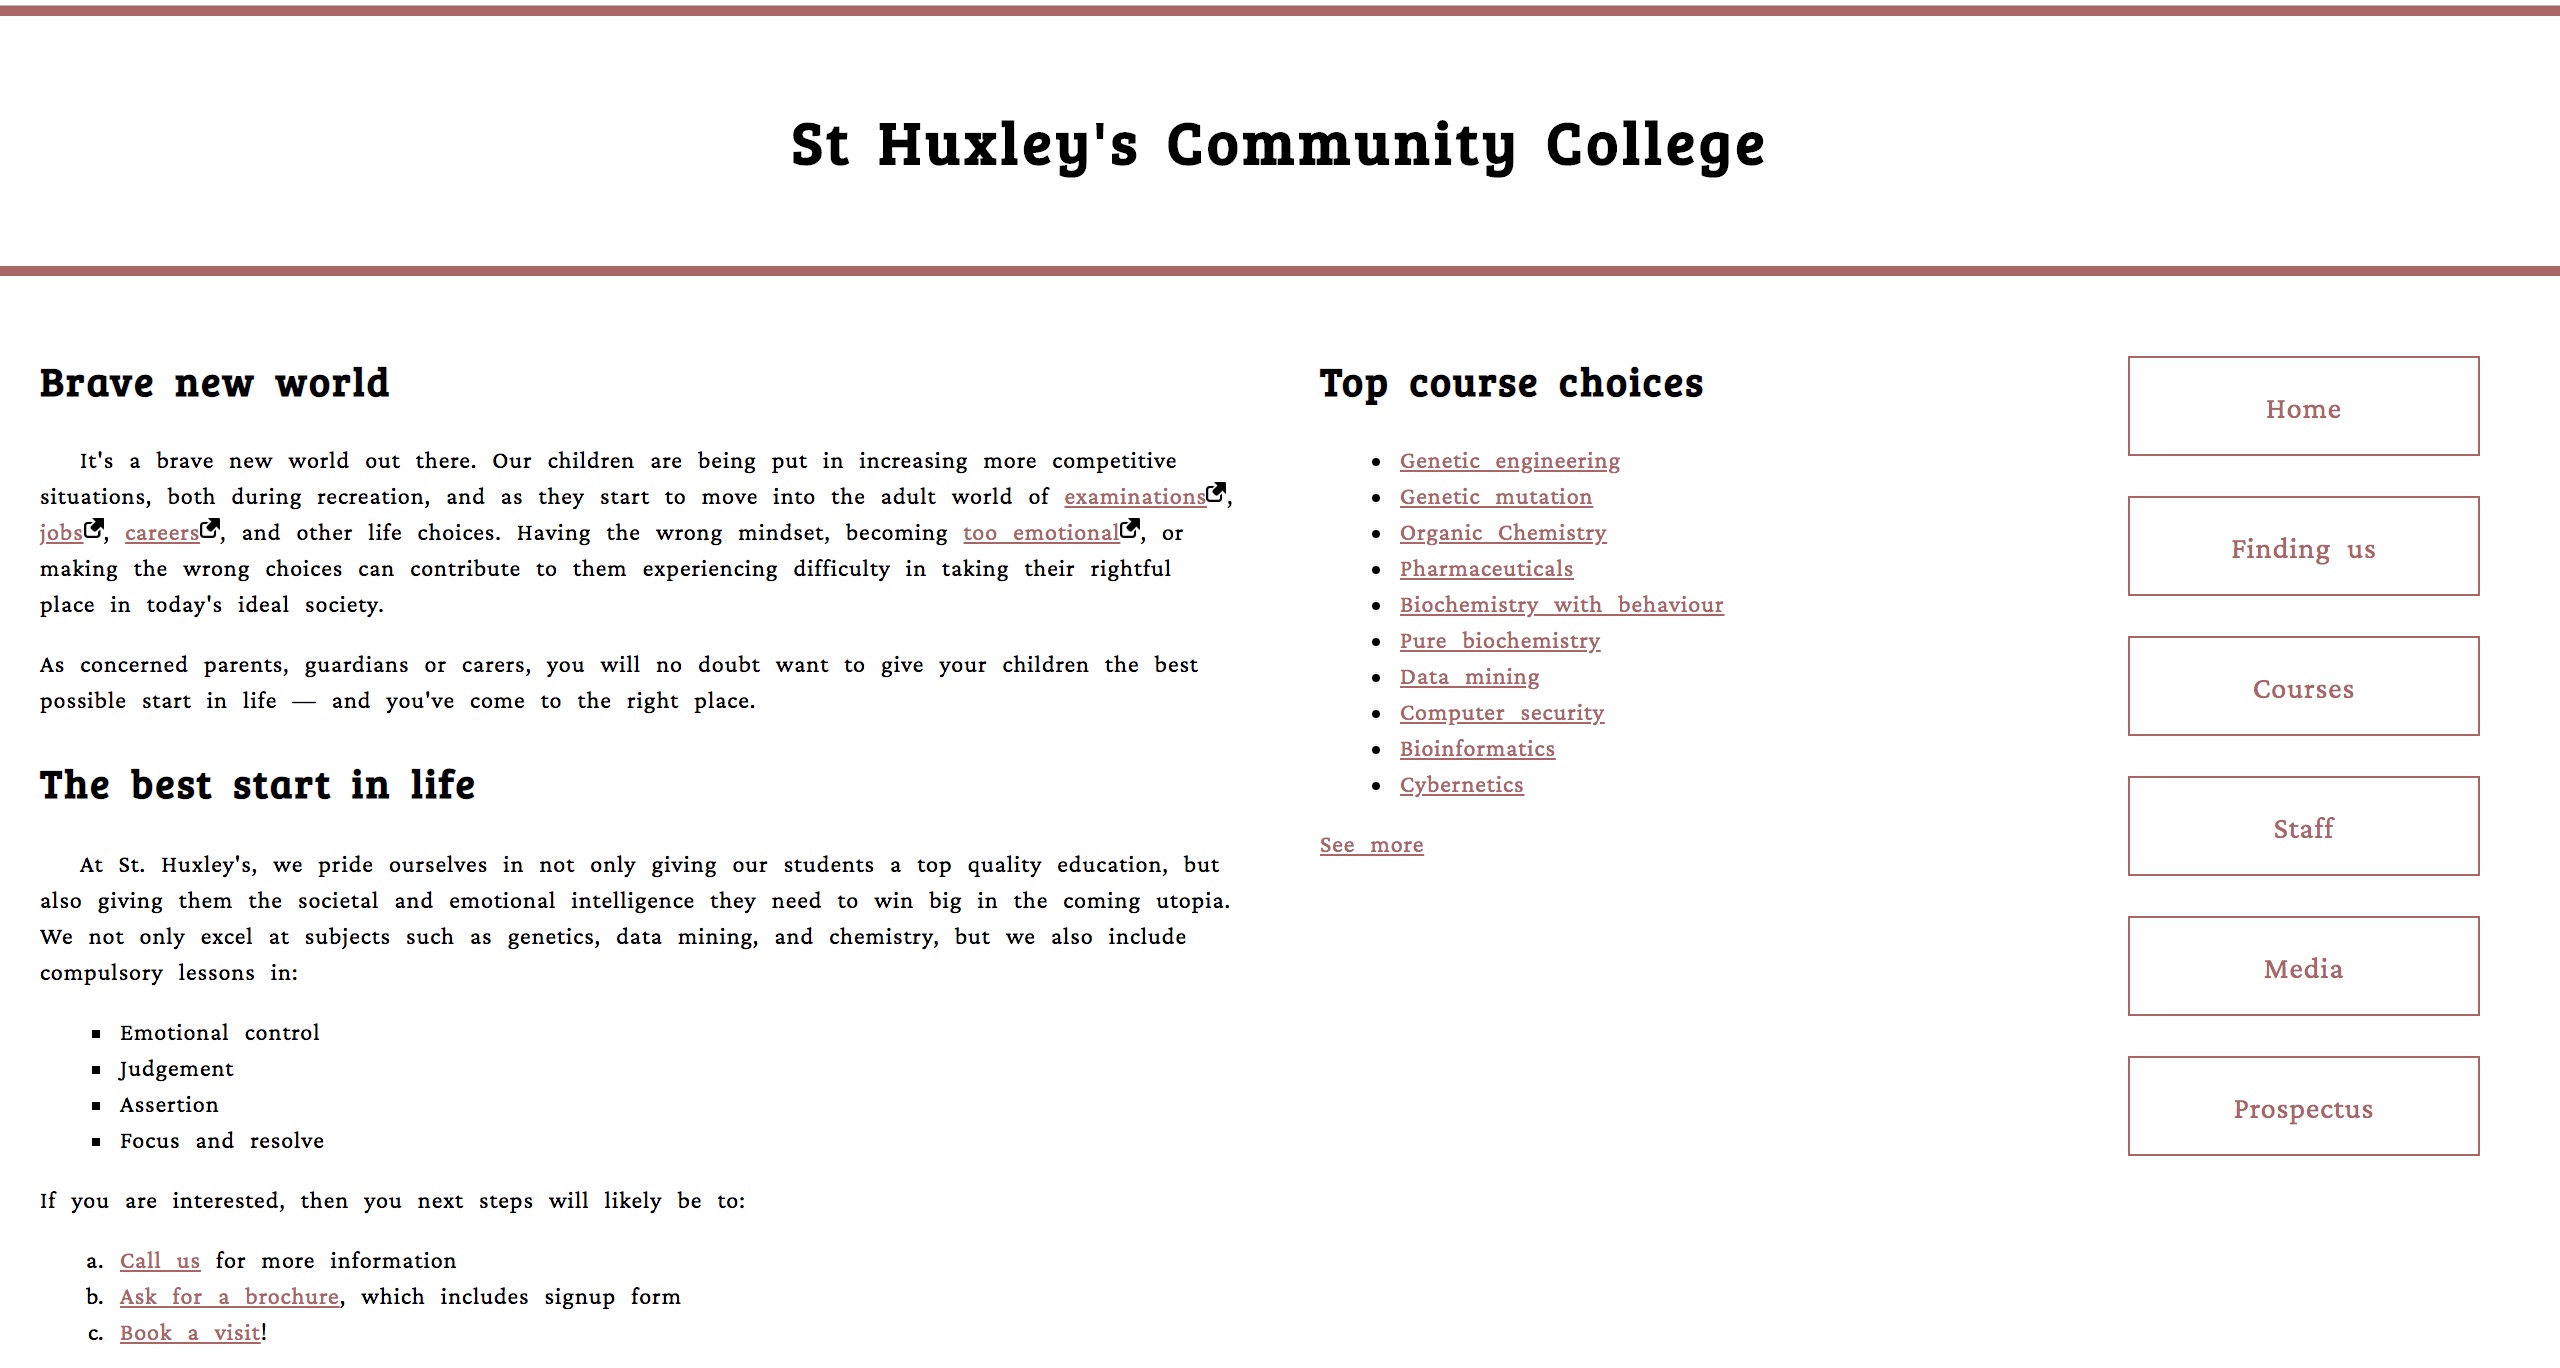 St Huxley's Community College
Brave new world
It's a brave new world out there. Our children are being put in increasing more competitive
situations, both during recreation, and as they start to move into the adult world of examinations,
jobs, careers, and other life choices. Having the wrong mindset, becoming too emotional, or
making the wrong choices can contribute to them experiencing difficulty in taking their rightful
place in today's ideal society.
As concerned parents, guardians or carers, you will no doubt want to give your children the best
possible start in life — and you've come to the right place.
The best start in life
At St. Huxley's, we pride ourselves in not only giving our students a top quality education, but
also giving them the societal and emotional intelligence they need to win big in the coming utopia.
We not only excel at subjects such as genetics, data mining, and chemistry, but we also include
compulsory lessons in:
▪ Emotional control
▪ Judgement
▪ Assertion
▪ Focus and resolve
If you are interested, then you next steps will likely be to:
a. Call us for more information
b. Ask for a brochure, which includes signup form
c. Book a visit!
Top course choices
• Genetic engineering
• Genetic mutation
• Organic Chemistry
• Pharmaceuticals
• Biochemistry with behaviour
• Pure biochemistry
• Data mining
• Computer security
• Bioinformatics
• Cybernetics
See more
Home
Finding us
Courses
Staff
Media
Prospectus